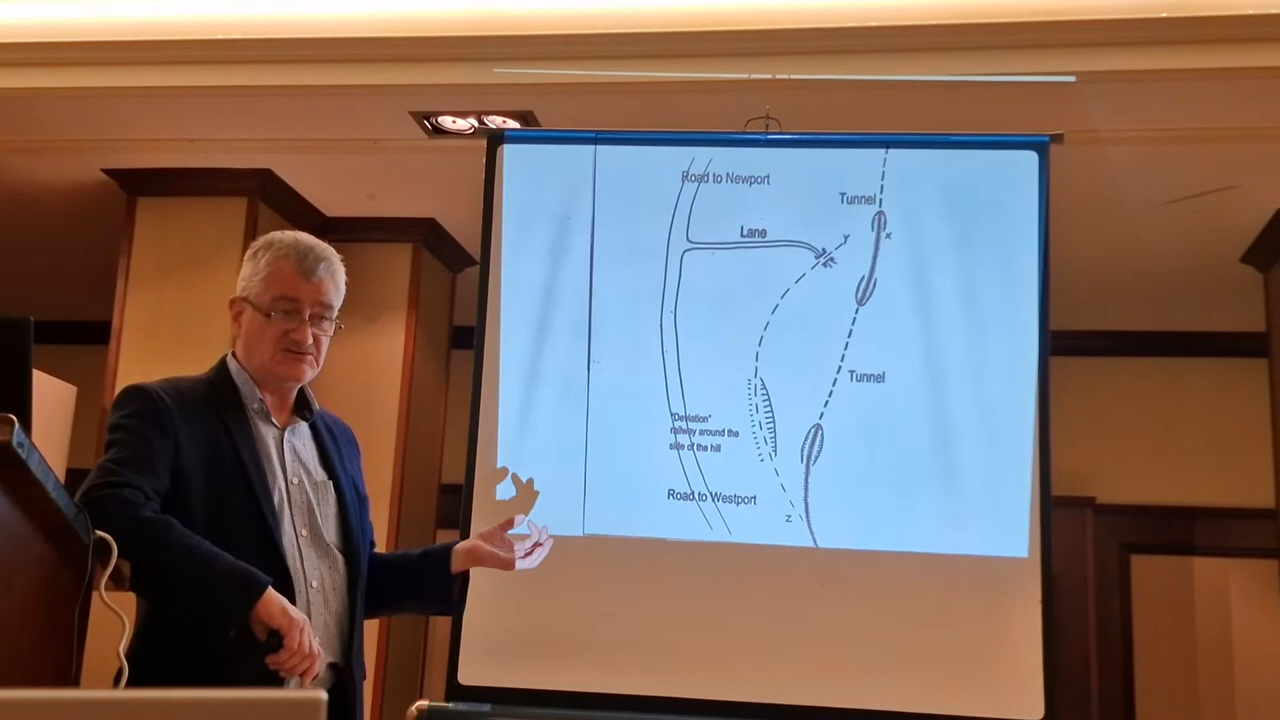 Road to Newport
Tunnel
Lane
Y
X
Tunnel
"Deviation"
railway around the
side of the hill
Road to Westport
Z